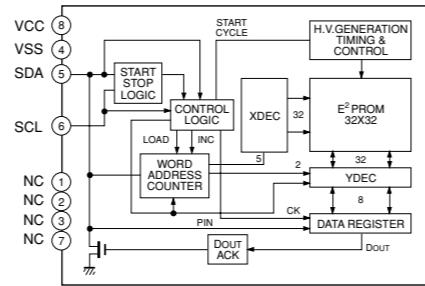 VCC 8
VSS 4
SDA 5
SCL 6
NC 1
NC 2
NC 3
NC 7
START
CYCLE
H.V.GENERATION
TIMING &
CONTROL
START
STOP
LOGIC
CONTROL
LOGIC
LOAD
INC
XDEC
32
E² PROM
32X32
5
WORD
ADDRESS
COUNTER
2
32
YDEC
8
PIN
CK
DATA REGISTER
DOUT
ACK
DOUT